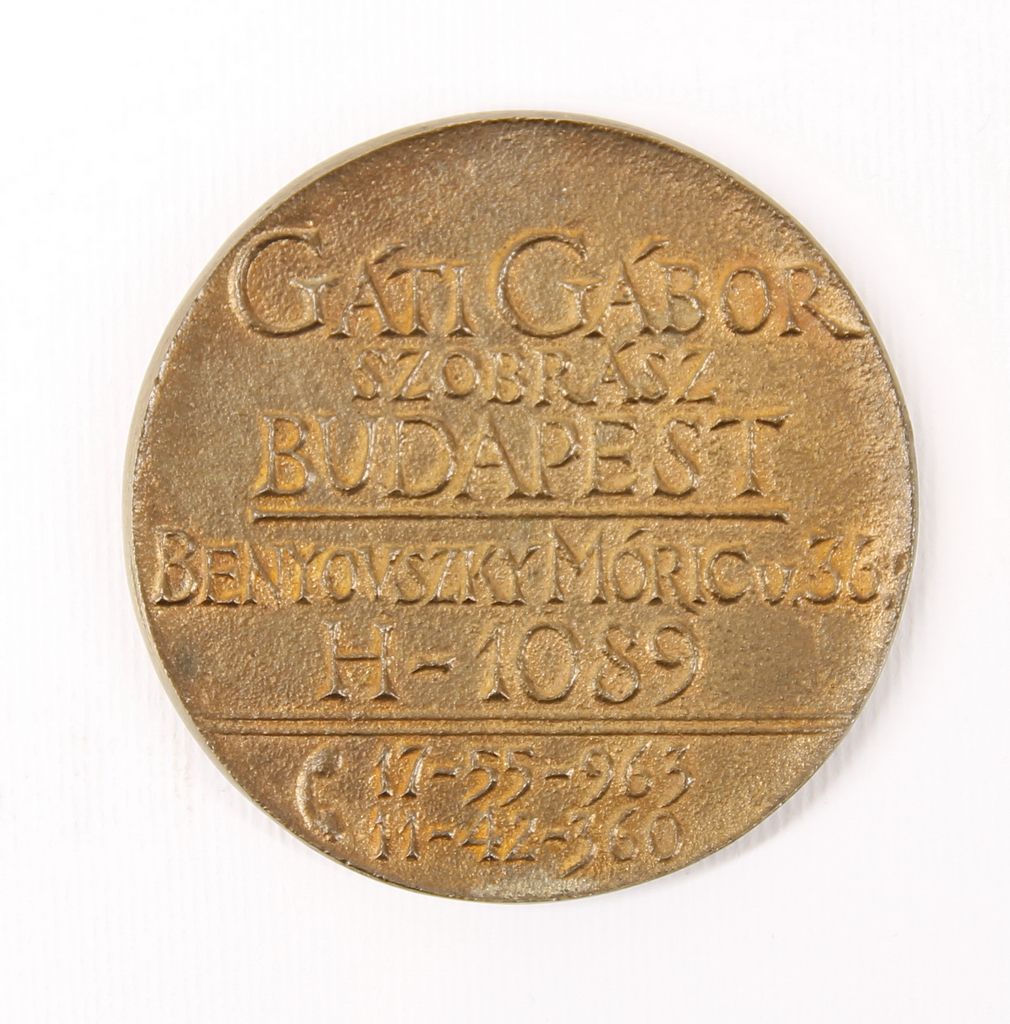 GÁTI GÁBOR
SZOBRÁSZ
BUDAPEST
BENYOVSZKY MÓRIC U. 36.
H-1089
17-55-963
11-42-360